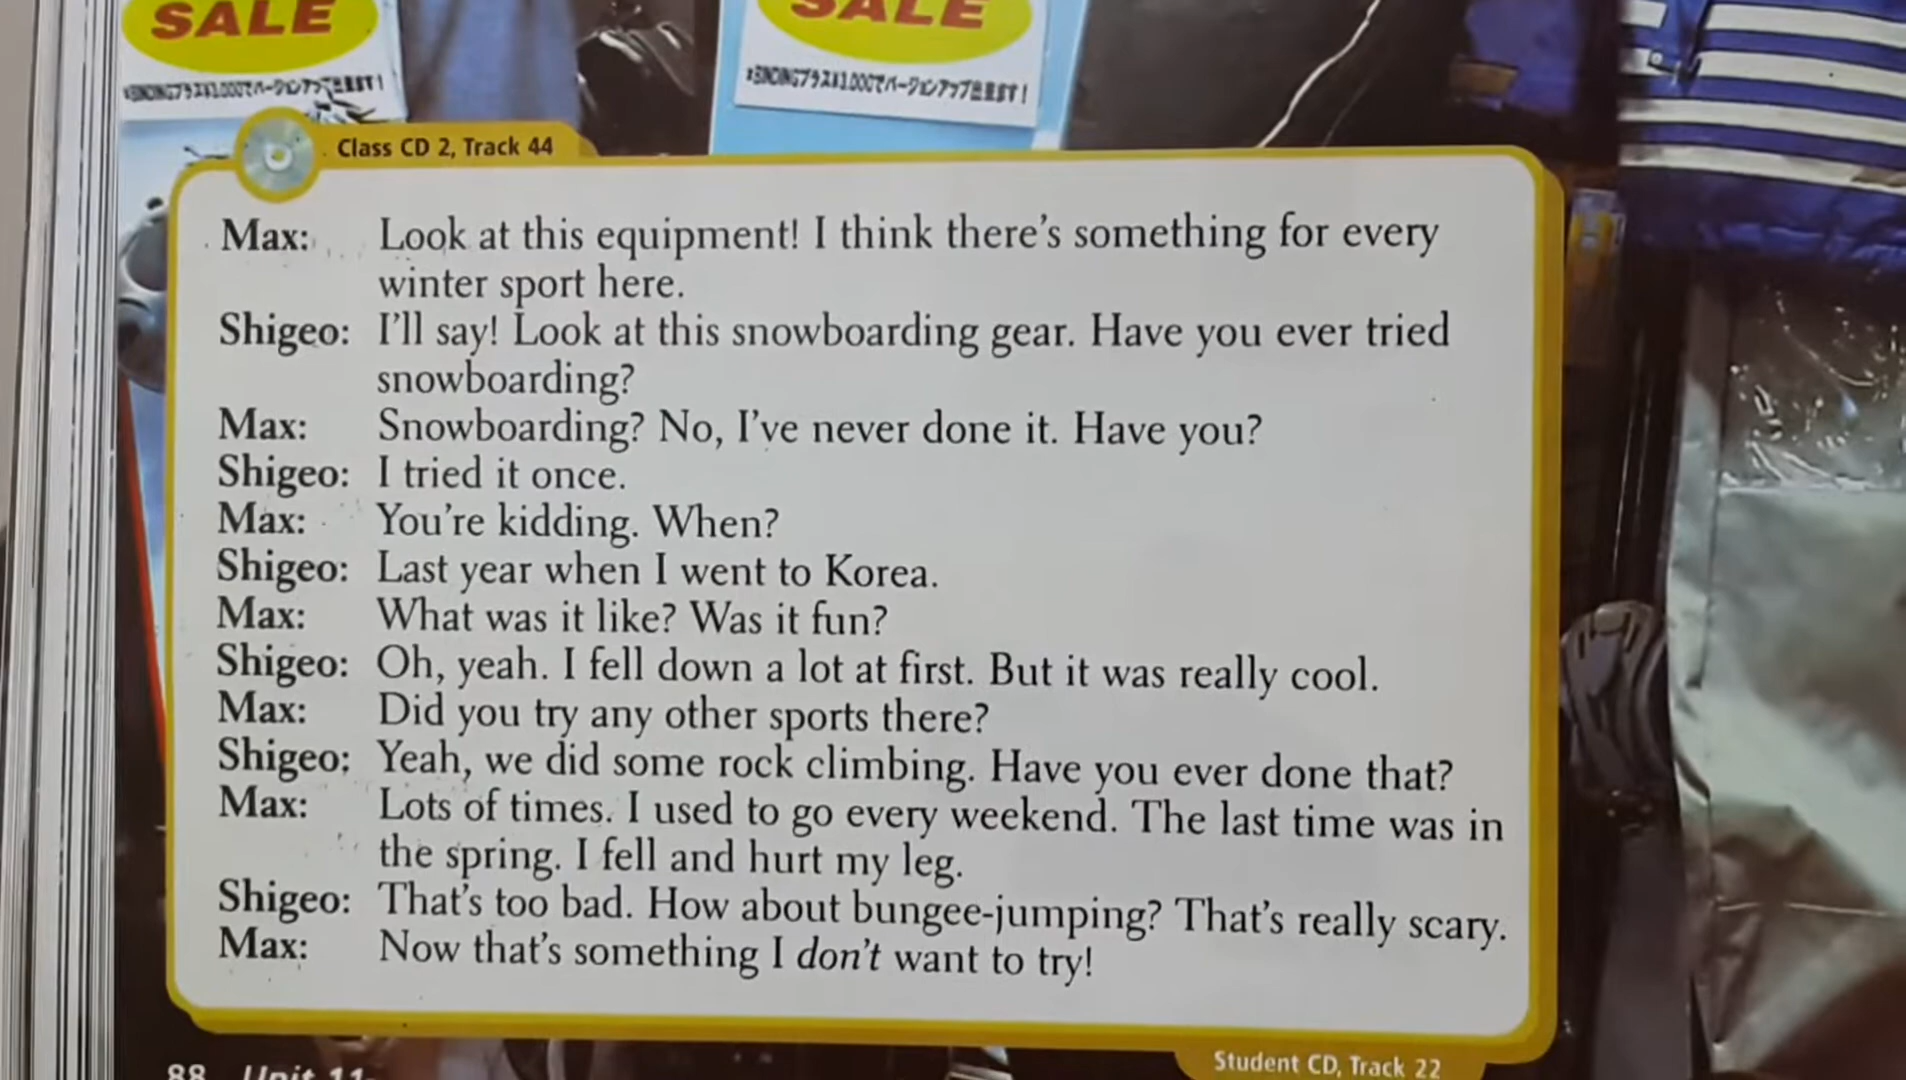 SALE
SALE
Class CD 2, Track 44
Max: Look at this equipment! I think there's something for every
winter sport here.
Shigeo: I'll say! Look at this snowboarding gear. Have you ever tried
snowboarding?
Max: Snowboarding? No, I've never done it. Have you?
Shigeo: I tried it once.
Max: You're kidding. When?
Shigeo: Last year when I went to Korea.
Max: What was it like? Was it fun?
Shigeo: Oh, yeah. I fell down a lot at first. But it was really cool.
Max: Did you try any other sports there?
Shigeo: Yeah, we did some rock climbing. Have you ever done that?
Max: Lots of times. I used to go every weekend. The last time was in
the spring. I fell and hurt my leg.
Shigeo: That's too bad. How about bungee-jumping? That's really scary.
Max: Now that's something I don't want to try!
Student CD, Track 22
88 Unit 11